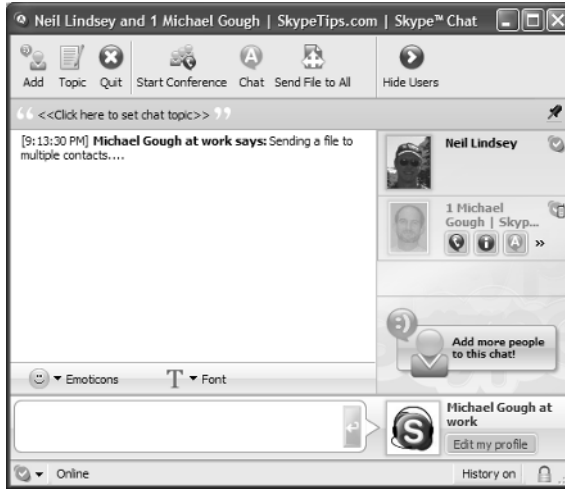 Neil Lindsey and 1 Michael Gough | SkypeTips.com | Skype™ Chat
Add Topic Quit Start Conference Chat Send File to All Hide Users
<<Click here to set chat topic>>
[9:13:30 PM] Michael Gough at work says: Sending a file to
multiple contacts....
Neil Lindsey
1 Michael
Gough | Skyp...
Add more people
to this chat!
Emoticons Font
Michael Gough at
work
Edit my profile
Online History on